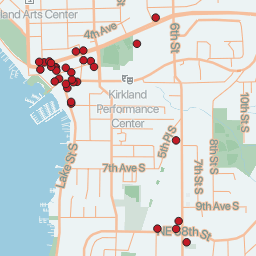 land Arts Center
4th Ave
6th St
Kirkland
Performance
Center
5th Pl S
10th St S
8th St S
7th St S
Lake St S
7th Ave S
9th Ave S
NE 68th St